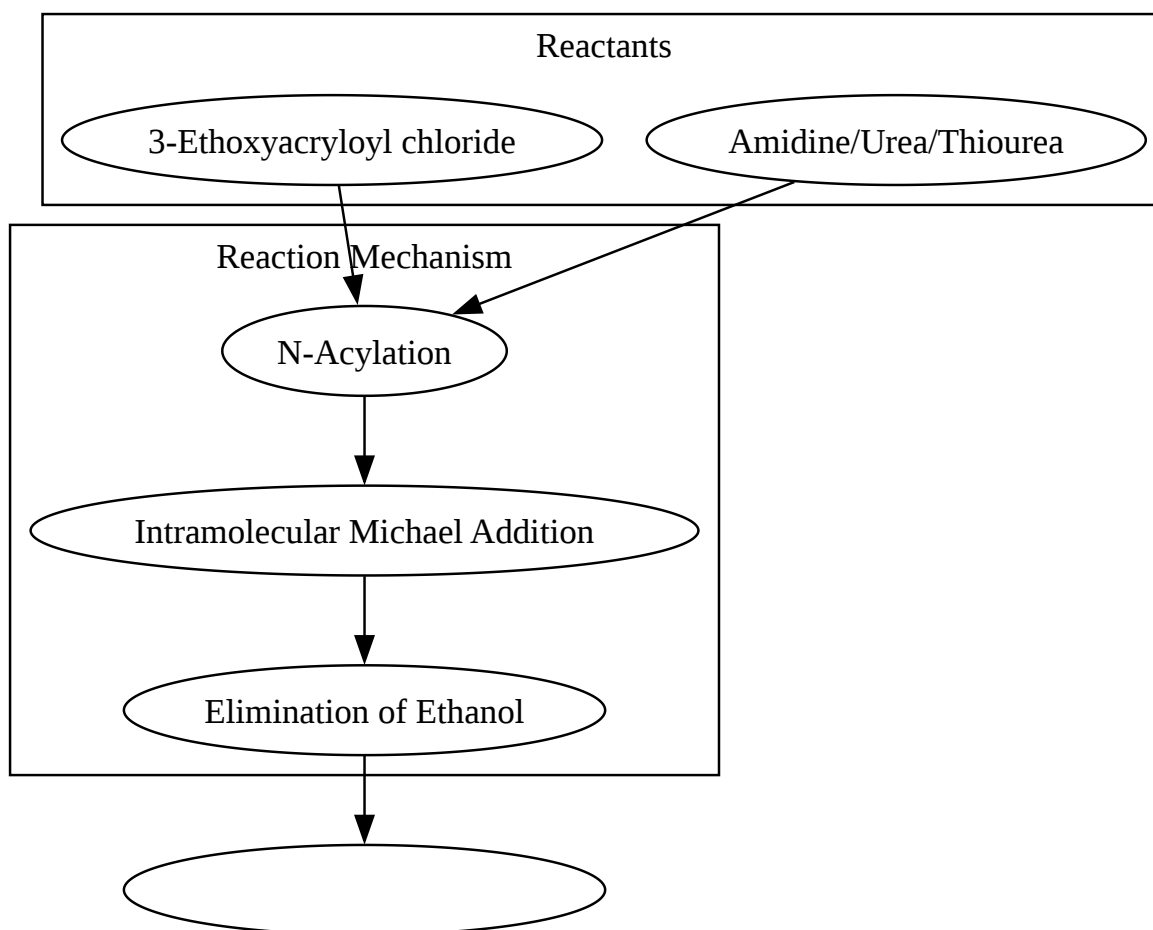 Reactants
3-Ethoxyacryloyl chloride
Amidine/Urea/Thiourea
Reaction Mechanism
N-Acylation
Intramolecular Michael Addition
Elimination of Ethanol